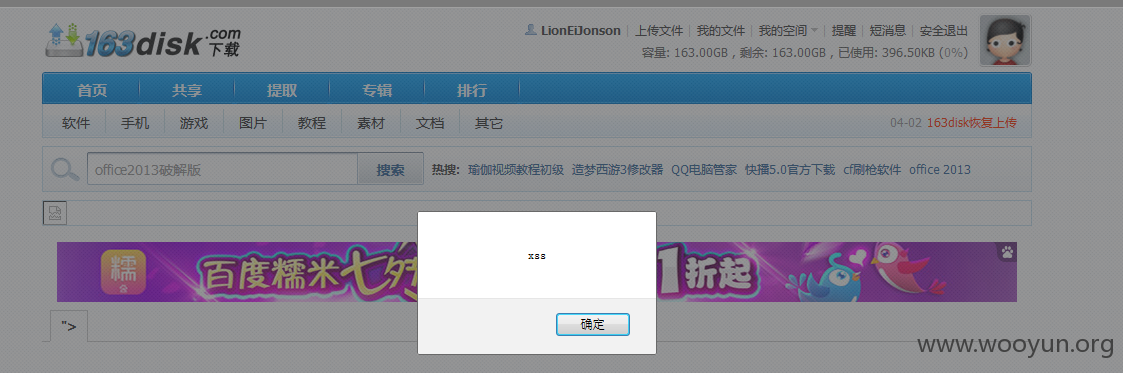 163disk.com下载
LionEiJonson | 上传文件 | 我的文件 | 我的空间 | 提醒 | 短消息 | 安全退出
容量: 163.00GB , 剩余: 163.00GB , 已使用: 396.50KB (0%)
首页 共享 提取 专辑 排行
软件 手机 游戏 图片 教程 素材 文档 其它 04-02 163disk恢复上传
office2013破解版 搜索 热搜: 瑜伽视频教程初级 造梦西游3修改器 QQ电脑管家 快播5.0官方下载 cf刷枪软件 office 2013
xss
糯
百度糯米七夕 1折起
确定
">
www.wooyun.org